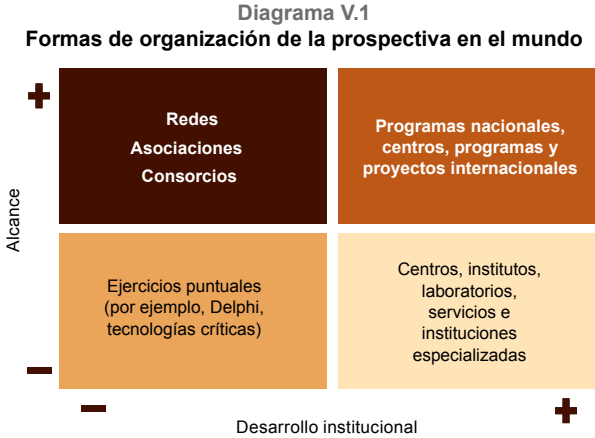 Diagrama V.1
Formas de organización de la prospectiva en el mundo
+
Alcance
Redes
Asociaciones
Consorcios
Programas nacionales,
centros, programas y
proyectos internacionales
Ejercicios puntuales
(por ejemplo, Delphi,
tecnologías críticas)
Centros, institutos,
laboratorios,
servicios e
instituciones
especializadas
–
–
+
Desarrollo institucional